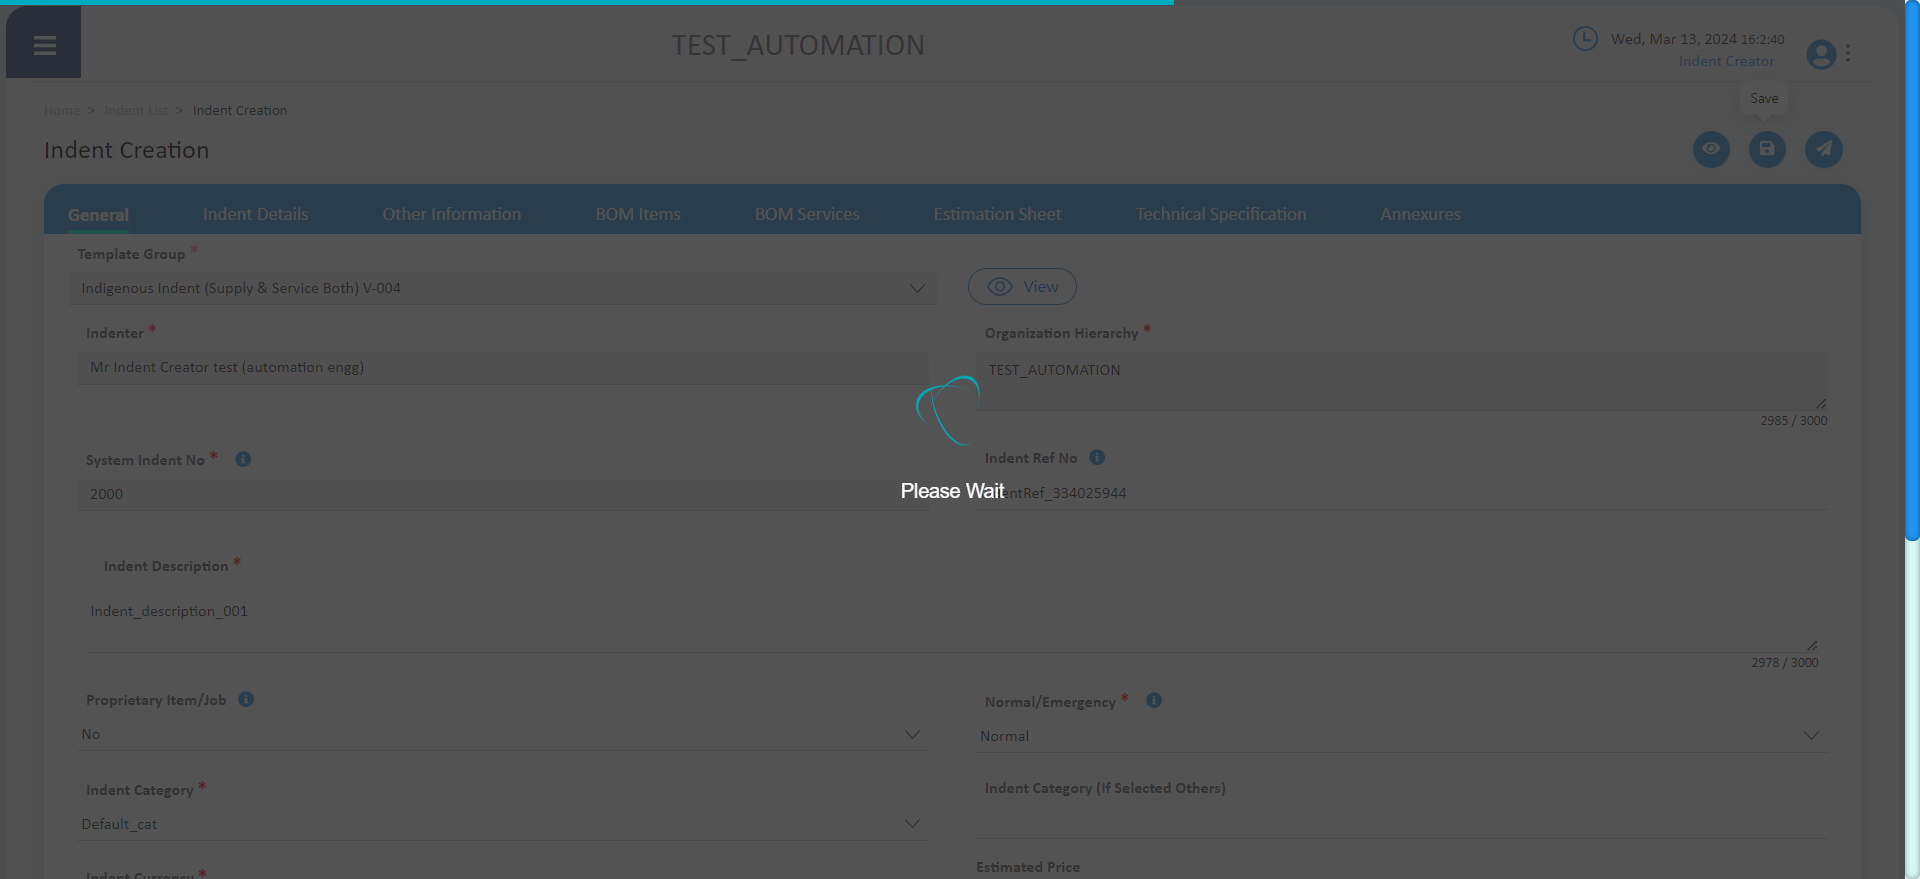 TEST_AUTOMATION
Wed, Mar 13, 2024 16:2:40
Indent Creator
Home > Indent List > Indent Creation
Save
Indent Creation
General Indent Details Other Information BOM Items BOM Services Estimation Sheet Technical Specification Annexures
Template Group *
Indigenous Indent (Supply & Service Both) V-004
View
Indenter *
Organization Hierarchy *
Mr Indent Creator test (automation engg)
TEST_AUTOMATION
2985 / 3000
System Indent No *
Indent Ref No
2000
Please Wait
entRef_334025944
Indent Description *
Indent_description_001
2978 / 3000
Proprietary Item/Job
Normal/Emergency *
No
Normal
Indent Category *
Indent Category (If Selected Others)
Default_cat
Indent Currency *
Estimated Price